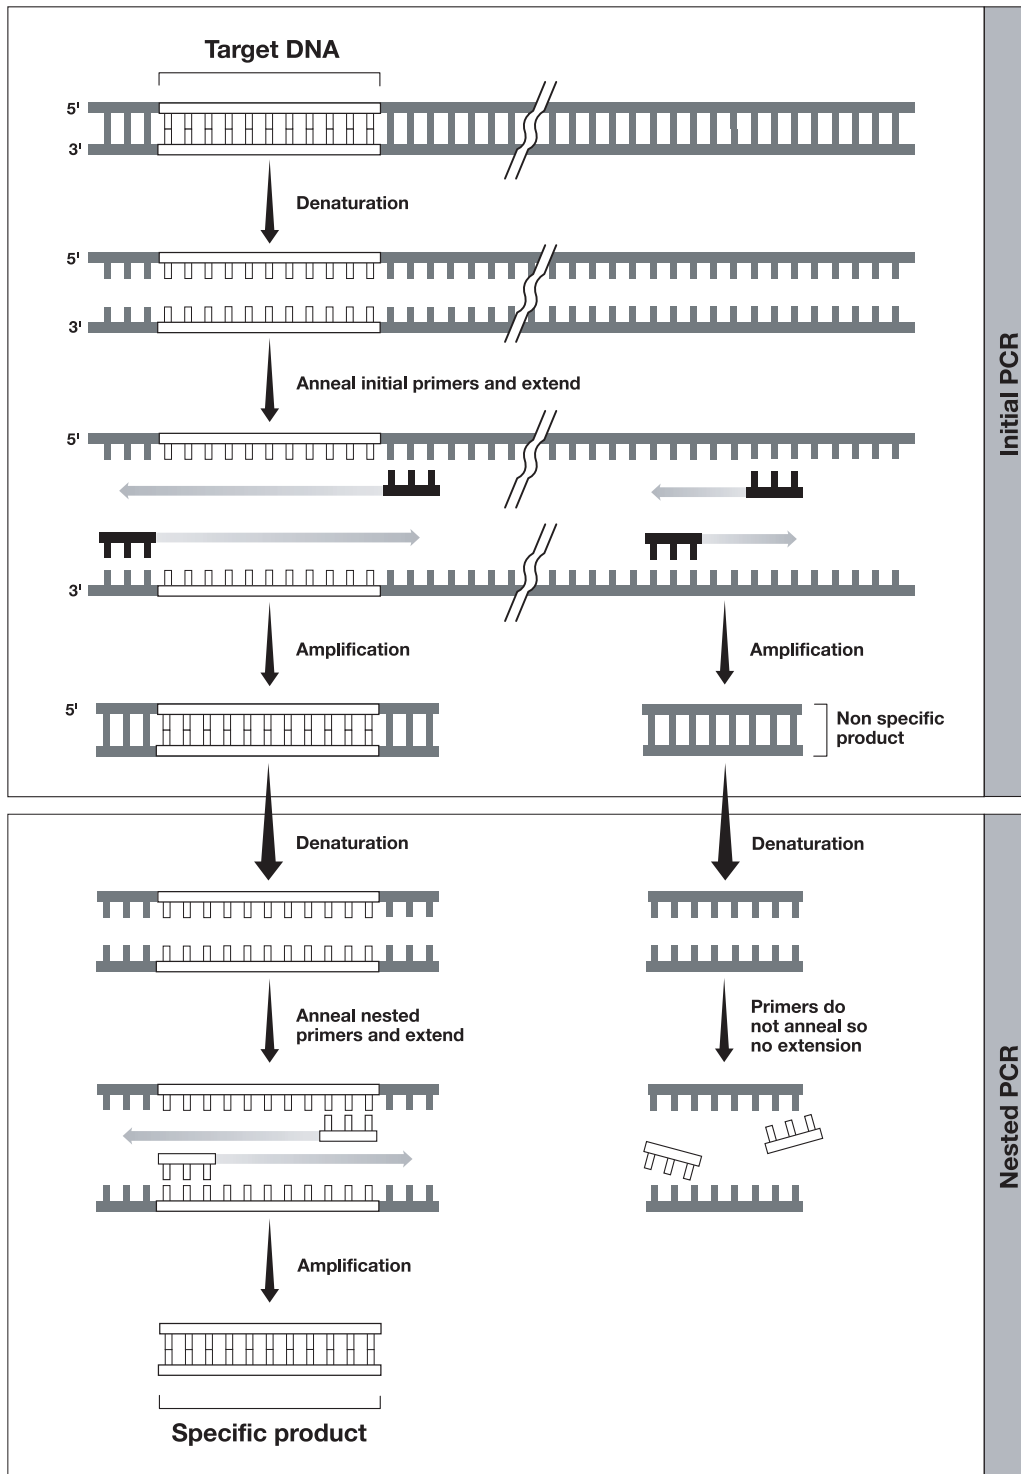 Target DNA
5'
3'
Denaturation
5'
3'
Anneal initial primers and extend
5'
3'
Amplification
Amplification
5'
Non specific
product
Initial PCR
Denaturation
Denaturation
Anneal nested
primers and extend
Primers do
not anneal so
no extension
Amplification
Specific product
Nested PCR